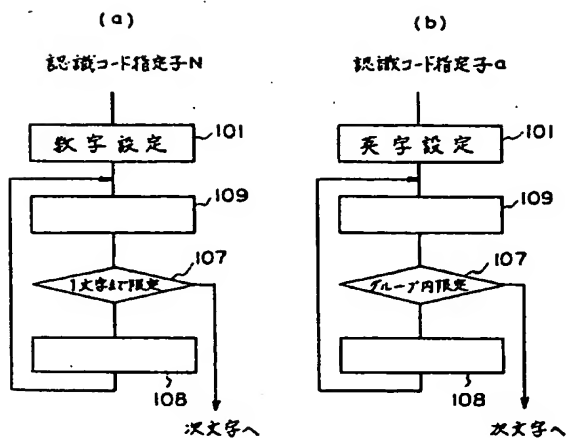 (a)
認識コード指定子N
数字設定
101
109
1文字まで限定
107
108
次文字へ
(b)
認識コード指定子a
英字設定
101
109
グループ内限定
107
108
次文字へ